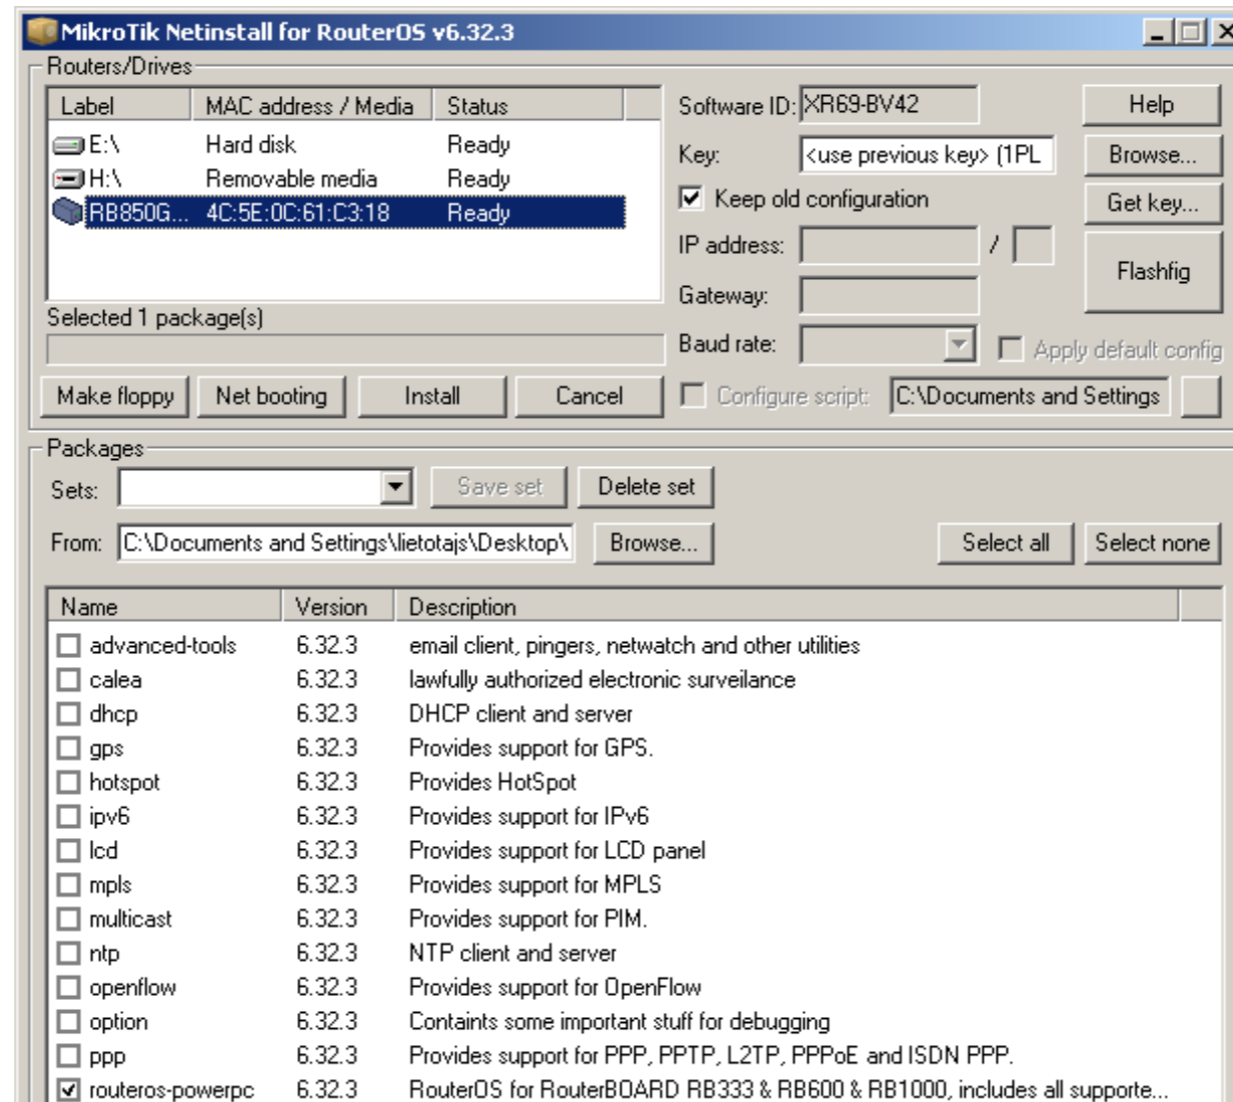 MikroTik Netinstall for RouterOS v6.32.3
Routers/Drives
Label MAC address / Media Status
E:\ Hard disk Ready
H:\ Removable media Ready
RB850G... 4C:5E:0C:61:C3:18 Ready
Selected 1 package(s)
Make floppy Net booting Install Cancel
Software ID: XR69-BV42 Help
Key: <use previous key> (1PL Browse...
Keep old configuration Get key...
IP address: / Flashfig
Gateway:
Baud rate: Apply default config
Configure script: C:\Documents and Settings
Packages
Sets: Save set Delete set
From: C:\Documents and Settings\lietotajs\Desktop\ Browse... Select all Select none
Name Version Description
advanced-tools 6.32.3 email client, pingers, netwatch and other utilities
calea 6.32.3 lawfully authorized electronic surveilance
dhcp 6.32.3 DHCP client and server
gps 6.32.3 Provides support for GPS.
hotspot 6.32.3 Provides HotSpot
ipv6 6.32.3 Provides support for IPv6
lcd 6.32.3 Provides support for LCD panel
mpls 6.32.3 Provides support for MPLS
multicast 6.32.3 Provides support for PIM.
ntp 6.32.3 NTP client and server
openflow 6.32.3 Provides support for OpenFlow
option 6.32.3 Containts some important stuff for debugging
ppp 6.32.3 Provides support for PPP, PPTP, L2TP, PPPoE and ISDN PPP.
routeros-powerpc 6.32.3 RouterOS for RouterBOARD RB333 & RB600 & RB1000, includes all supporte...